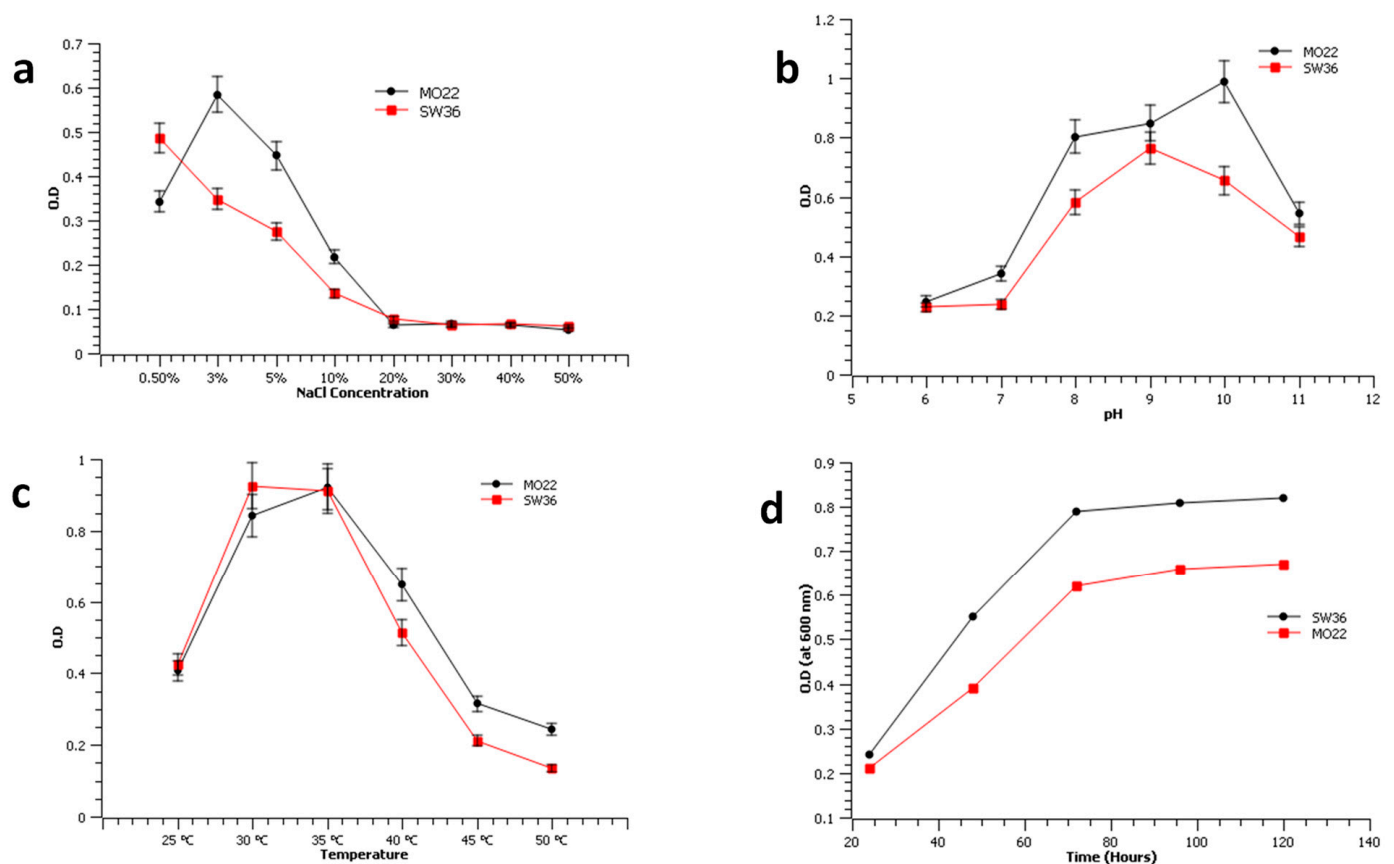 a
0.7
0.6
0.5
0.4
0.3
0.2
0.1
0
O.D
MO22
SW36
0.50% 3% 5% 10% 20% 30% 40% 50%
NaCl Concentration
b
1.2
1
0.8
0.6
0.4
0.2
0
O.D
MO22
SW36
5 6 7 8 9 10 11 12
pH
c
1
0.8
0.6
0.4
0.2
0
O.D
MO22
SW36
25 ºC 30 ºC 35 ºC 40 ºC 45 ºC 50 ºC
Temperature
d
0.9
0.8
0.7
0.6
0.5
0.4
0.3
0.2
0.1
O.D (at 600 nm)
SW36
MO22
20 40 60 80 100 120 140
Time (Hours)